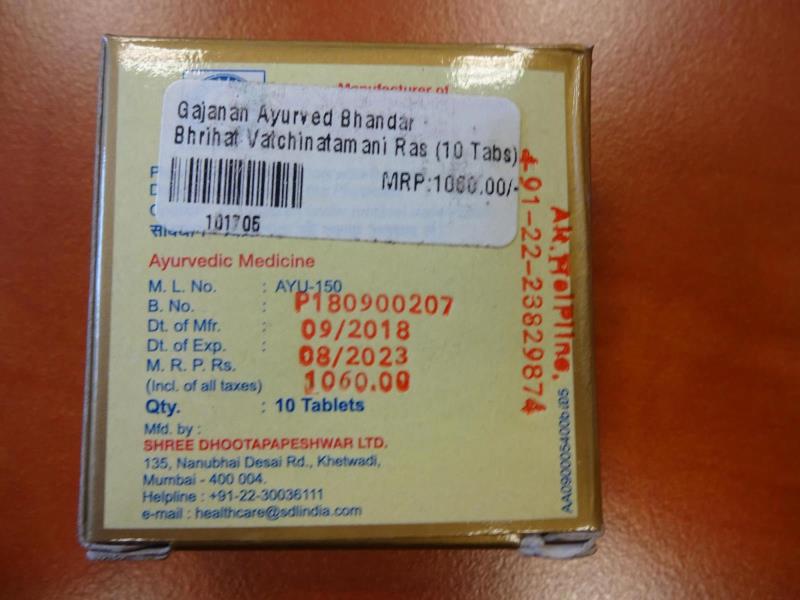 Manufacturer of
Gajanan Ayurved Bhandar
Bhrihat Vatchinatamani Ras (10 Tabs)
MRP:1060.00/-
101705
Ayurvedic Medicine
M. L. No. : AYU-150
B. No. : P180900207
Dt. of Mfr. : 09/2018
Dt. of Exp. : 08/2023
M. R. P. Rs. 1060.00
(Incl. of all taxes)
Qty. : 10 Tablets
Mfd. by :
SHREE DHOOTAPAPESHWAR LTD.
135, Nanubhai Desai Rd., Khetwadi,
Mumbai - 400 004.
Helpline : +91-22-30036111
e-mail : healthcare@sdlindia.com
Ah.Helpline,
+91-22-23829874